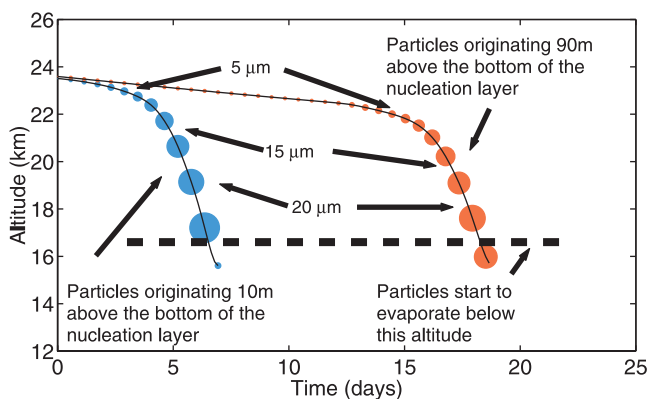 26
24
22
20
18
16
14
12
Altitude (km)
0
5
10
15
20
25
Time (days)
5 µm
15 µm
20 µm
Particles originating 90m
above the bottom of the
nucleation layer
Particles originating 10m
above the bottom of the
nucleation layer
Particles start to
evaporate below
this altitude